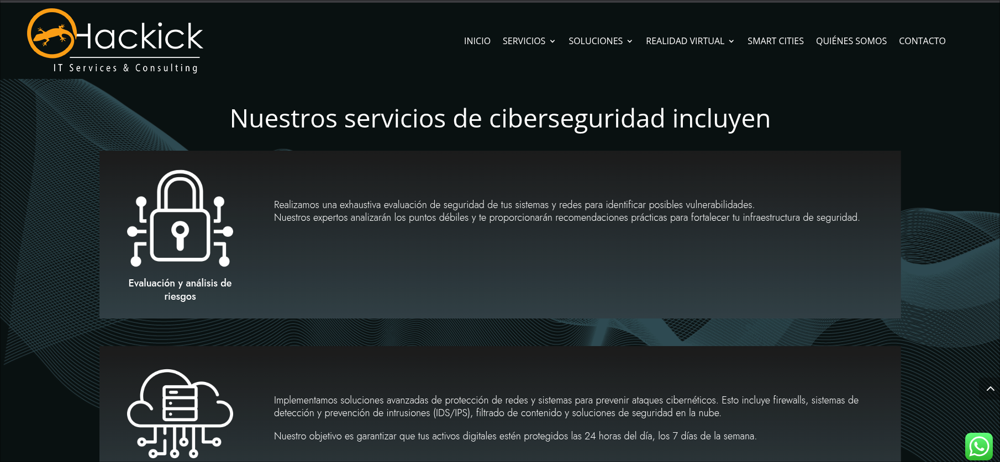 Hackick
IT Services & Consulting
INICIO SERVICIOS SOLUCIONES REALIDAD VIRTUAL SMART CITIES QUIÉNES SOMOS CONTACTO
Nuestros servicios de ciberseguridad incluyen
Realizamos una exhaustiva evaluación de seguridad de tus sistemas y redes para identificar posibles vulnerabilidades.
Nuestros expertos analizarán los puntos débiles y te proporcionarán recomendaciones prácticas para fortalecer tu infraestructura de seguridad.
Evaluación y análisis de
riesgos
Implementamos soluciones avanzadas de protección de redes y sistemas para prevenir ataques cibernéticos. Esto incluye firewalls, sistemas de
detección y prevención de intrusiones (IDS/IPS), filtrado de contenido y soluciones de seguridad en la nube.
Nuestro objetivo es garantizar que tus activos digitales estén protegidos las 24 horas del día, los 7 días de la semana.